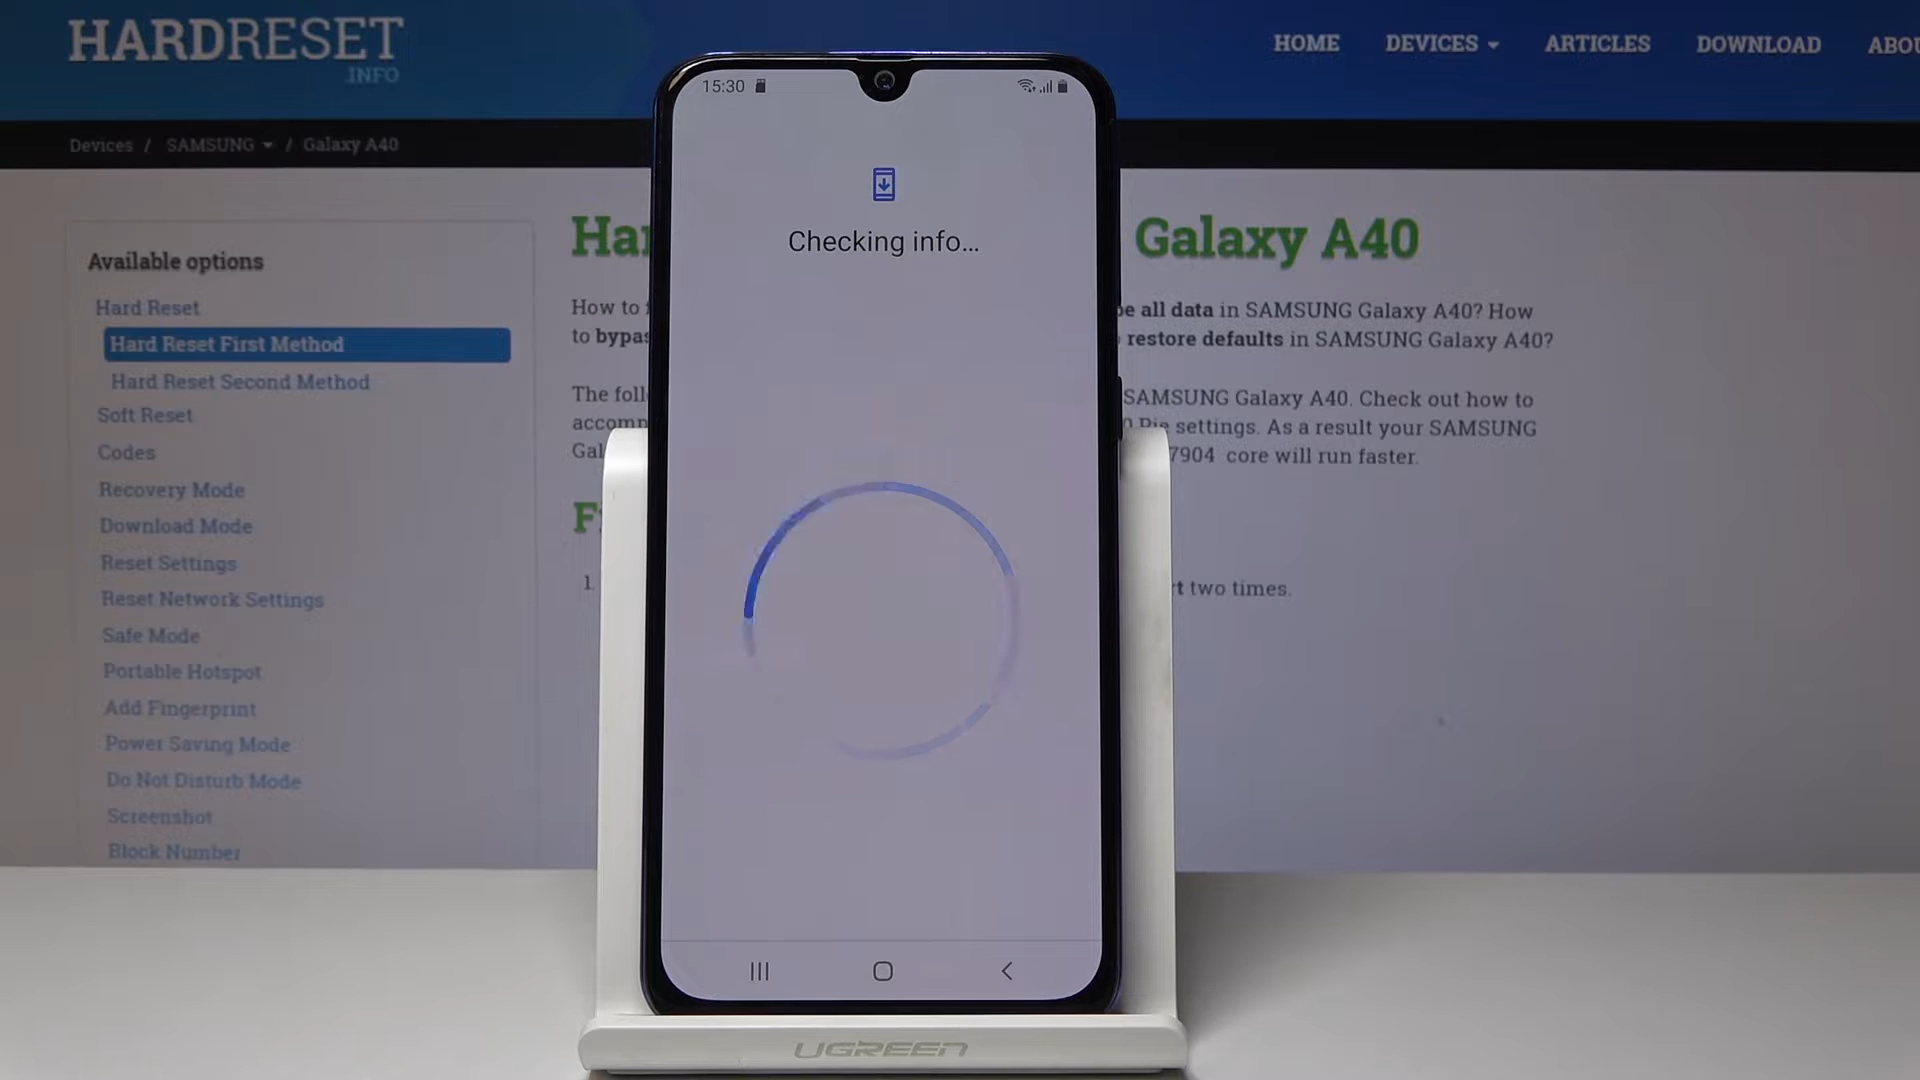 HARDRESET
.INFO
HOME DEVICES ARTICLES DOWNLOAD
Devices / SAMSUNG / Galaxy A40
Available options
Hard Reset
Hard Reset First Method
Hard Reset Second Method
Soft Reset
Codes
Recovery Mode
Download Mode
Reset Settings
Reset Network Settings
Safe Mode
Portable Hotspot
Add Fingerprint
Power Saving Mode
Do Not Disturb Mode
Screenshot
Block Number
15:30
Checking info...
Galaxy A40
How to
all data in SAMSUNG Galaxy A40? How
to
restore defaults in SAMSUNG Galaxy A40?
The
SAMSUNG Galaxy A40. Check out how to
Pie settings. As a result your SAMSUNG
7904 core will run faster.
1.
two times.
UGREEN